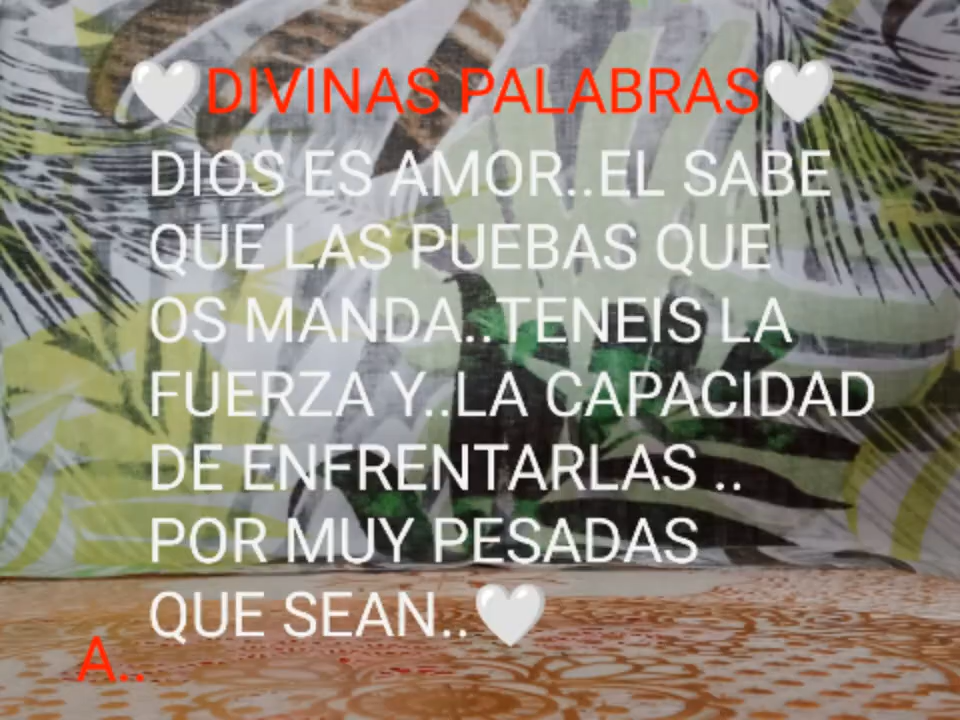 🤍DIVINAS PALABRAS🤍
DIOS ES AMOR..EL SABE
QUE LAS PUEBAS QUE
OS MANDA..TENEIS LA
FUERZA Y..LA CAPACIDAD
DE ENFRENTARLAS ..
POR MUY PESADAS
QUE SEAN..🤍
A..